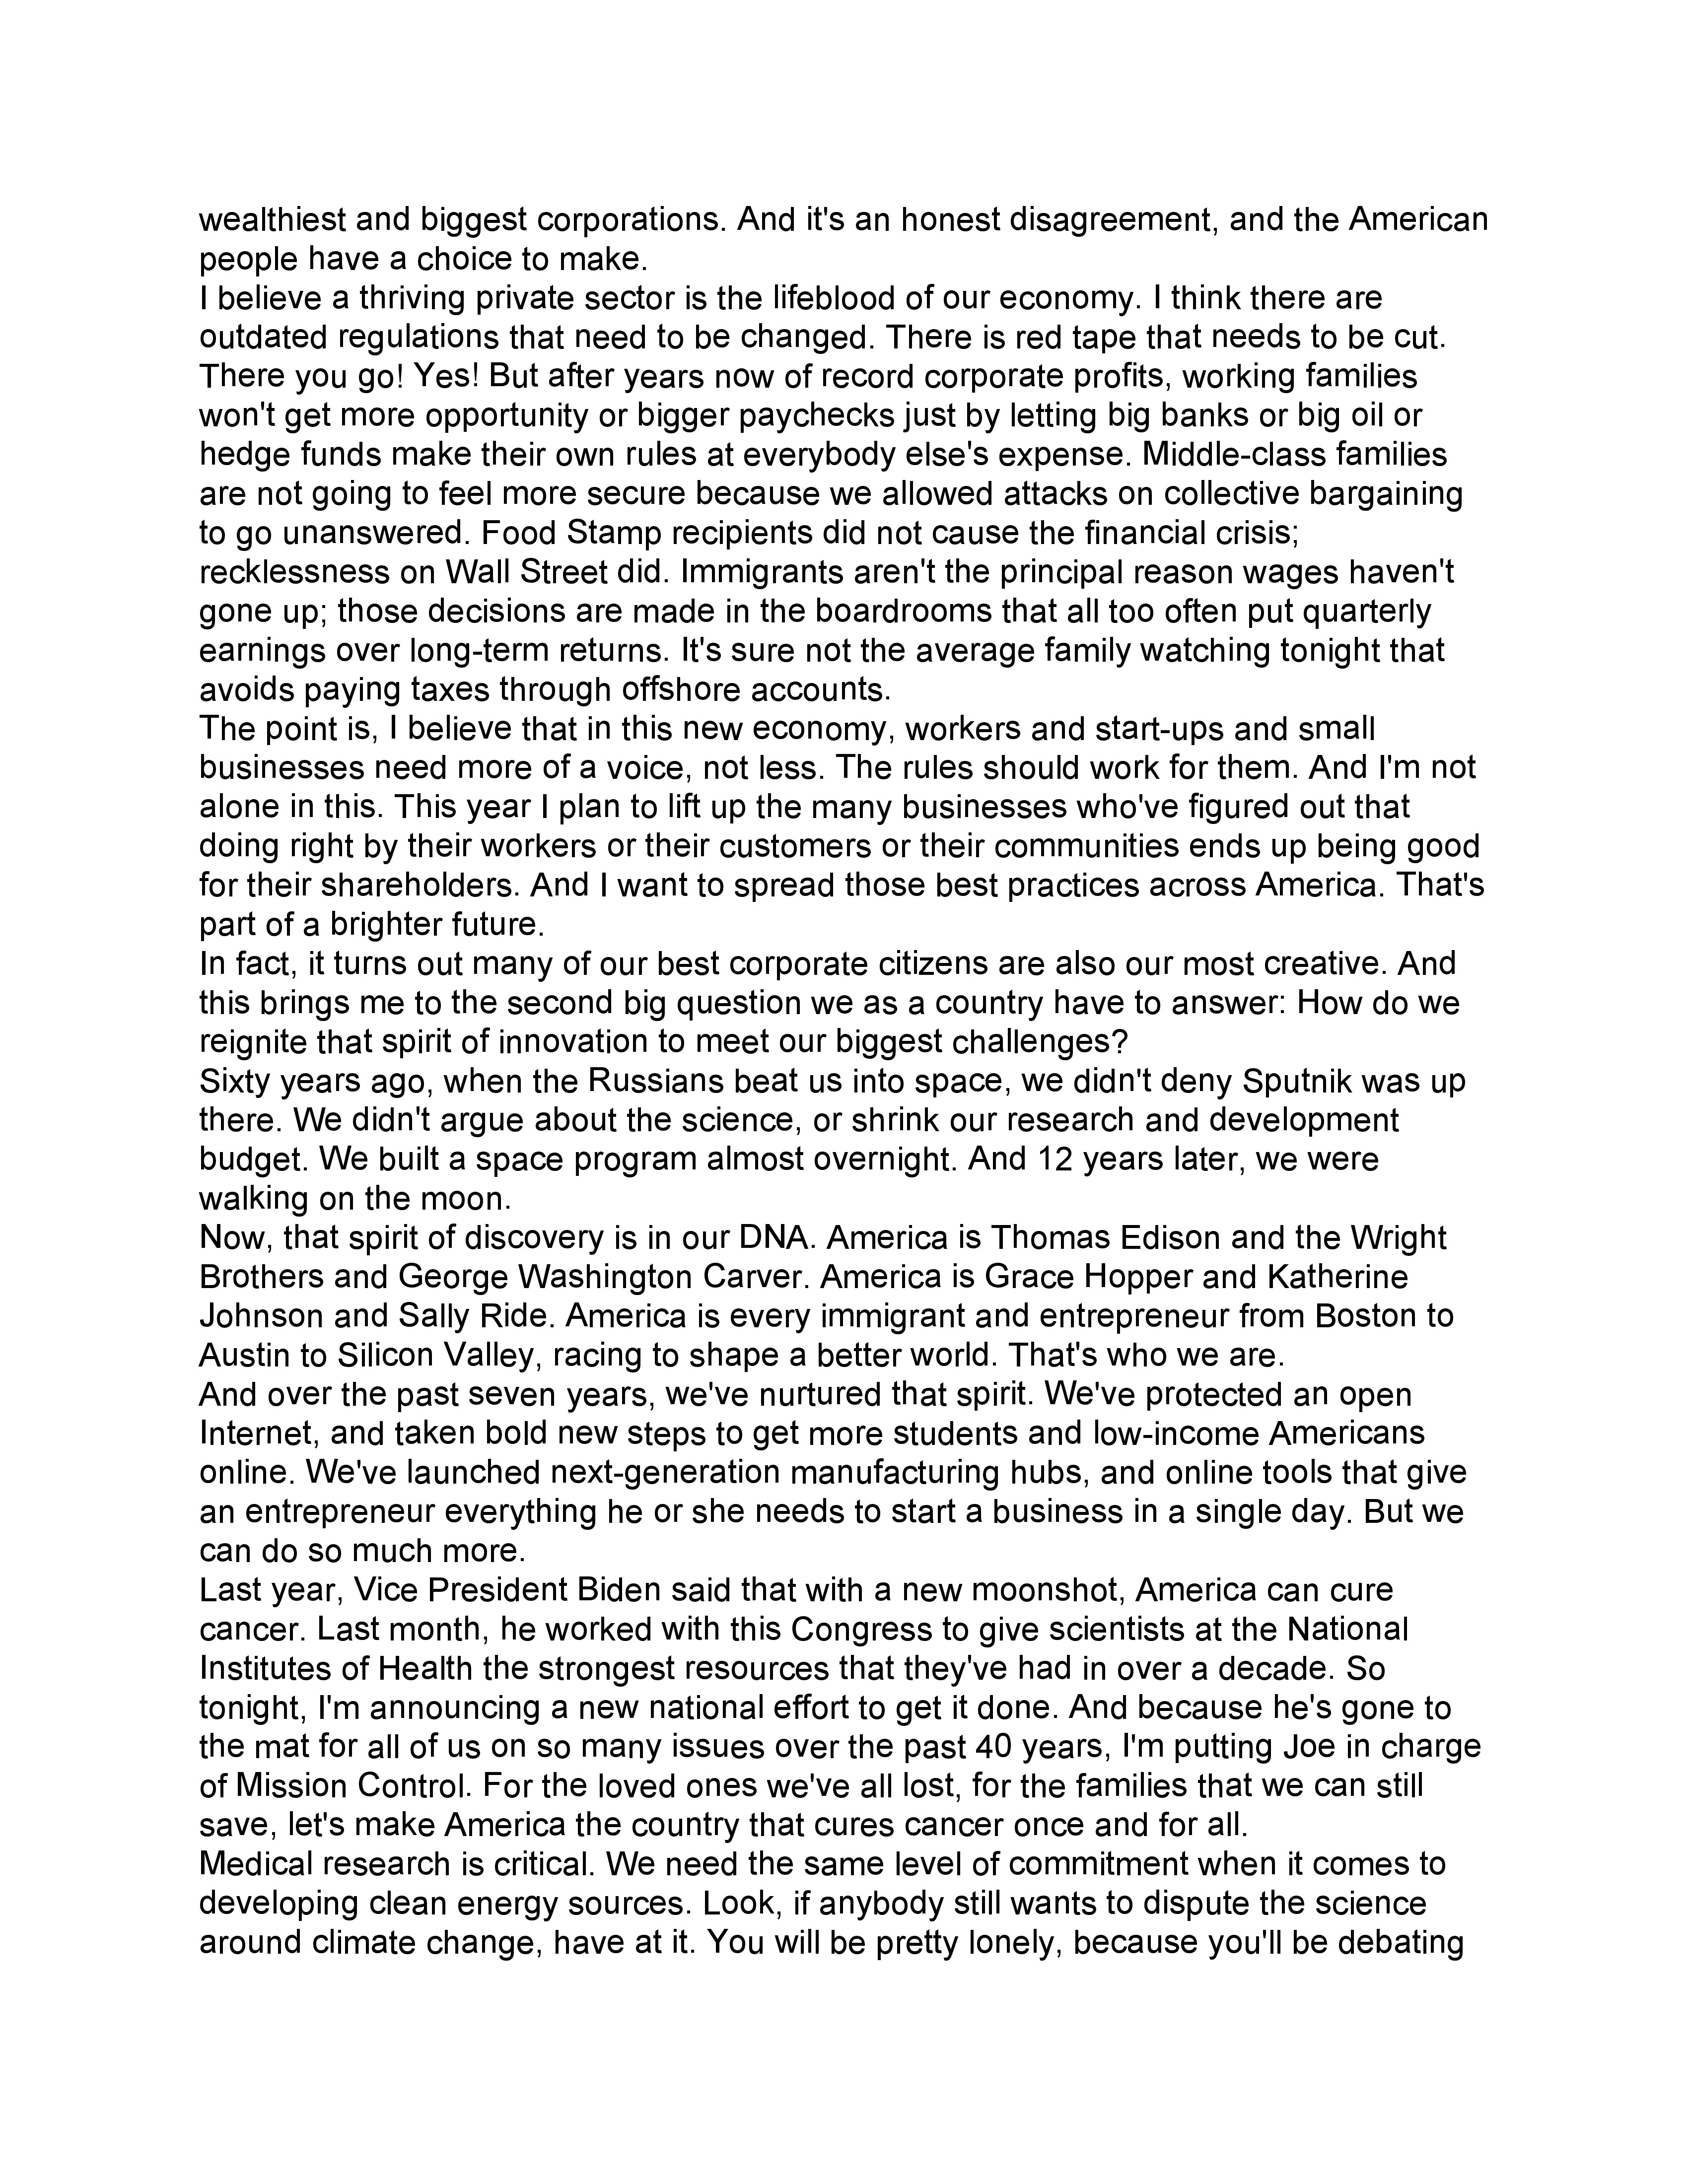 wealthiest and biggest corporations. And it's an honest disagreement, and the American
people have a choice to make.
I believe a thriving private sector is the lifeblood of our economy. I think there are
outdated regulations that need to be changed. There is red tape that needs to be cut.
There you go! Yes! But after years now of record corporate profits, working families
won't get more opportunity or bigger paychecks just by letting big banks or big oil or
hedge funds make their own rules at everybody else's expense. Middle-class families
are not going to feel more secure because we allowed attacks on collective bargaining
to go unanswered. Food Stamp recipients did not cause the financial crisis;
recklessness on Wall Street did. Immigrants aren't the principal reason wages haven't
gone up; those decisions are made in the boardrooms that all too often put quarterly
earnings over long-term returns. It's sure not the average family watching tonight that
avoids paying taxes through offshore accounts.
The point is, I believe that in this new economy, workers and start-ups and small
businesses need more of a voice, not less. The rules should work for them. And I'm not
alone in this. This year I plan to lift up the many businesses who've figured out that
doing right by their workers or their customers or their communities ends up being good
for their shareholders. And I want to spread those best practices across America. That's
part of a brighter future.
In fact, it turns out many of our best corporate citizens are also our most creative. And
this brings me to the second big question we as a country have to answer: How do we
reignite that spirit of innovation to meet our biggest challenges?
Sixty years ago, when the Russians beat us into space, we didn't deny Sputnik was up
there. We didn't argue about the science, or shrink our research and development
budget. We built a space program almost overnight. And 12 years later, we were
walking on the moon.
Now, that spirit of discovery is in our DNA. America is Thomas Edison and the Wright
Brothers and George Washington Carver. America is Grace Hopper and Katherine
Johnson and Sally Ride. America is every immigrant and entrepreneur from Boston to
Austin to Silicon Valley, racing to shape a better world. That's who we are.
And over the past seven years, we've nurtured that spirit. We've protected an open
Internet, and taken bold new steps to get more students and low-income Americans
online. We've launched next-generation manufacturing hubs, and online tools that give
an entrepreneur everything he or she needs to start a business in a single day. But we
can do so much more.
Last year, Vice President Biden said that with a new moonshot, America can cure
cancer. Last month, he worked with this Congress to give scientists at the National
Institutes of Health the strongest resources that they've had in over a decade. So
tonight, I'm announcing a new national effort to get it done. And because he's gone to
the mat for all of us on so many issues over the past 40 years, I'm putting Joe in charge
of Mission Control. For the loved ones we've all lost, for the families that we can still
save, let's make America the country that cures cancer once and for all.
Medical research is critical. We need the same level of commitment when it comes to
developing clean energy sources. Look, if anybody still wants to dispute the science
around climate change, have at it. You will be pretty lonely, because you'll be debating